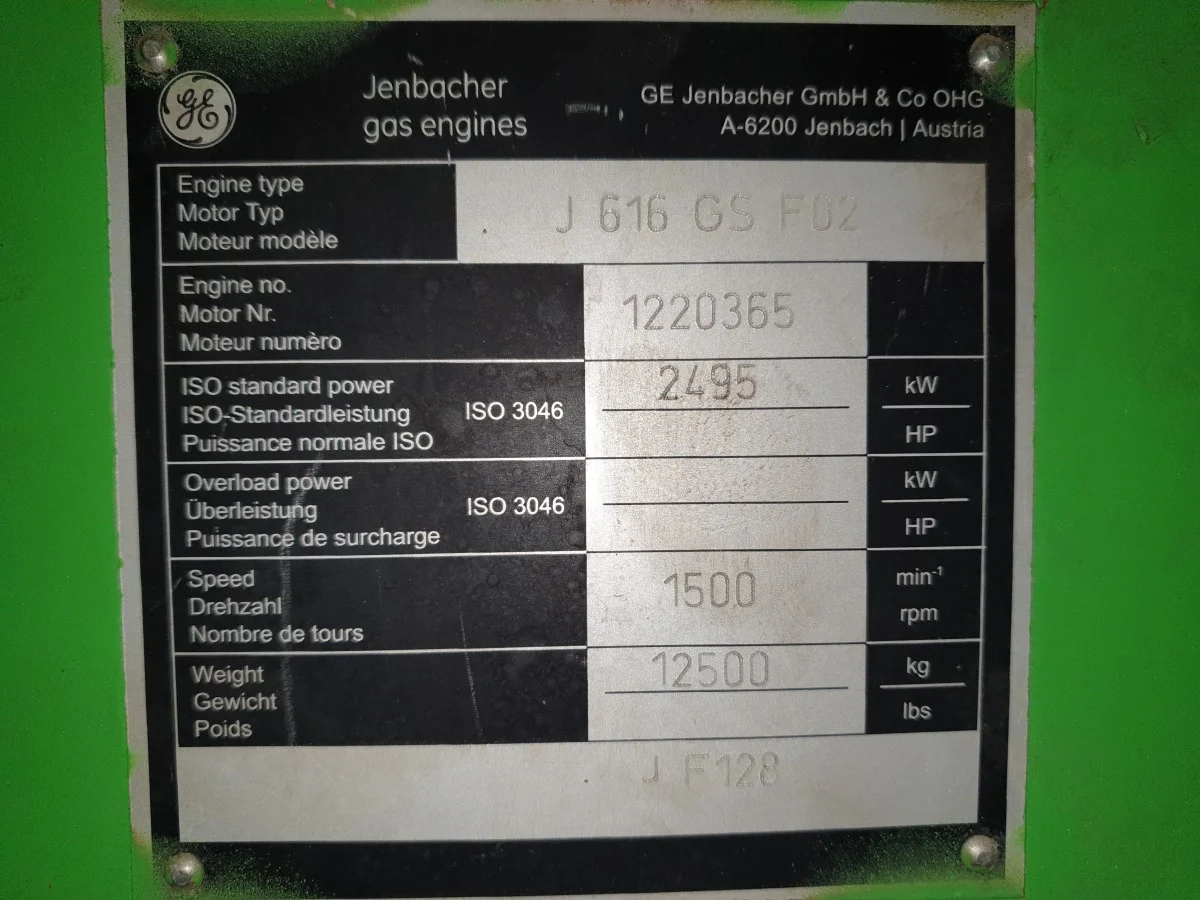 GE
Jenbacher
gas engines
GE Jenbacher GmbH & Co OHG
A-6200 Jenbach | Austria
Engine type
Motor Typ
Moteur modèle
J 616 GS F02
Engine no.
Motor Nr.
Moteur numèro
1220365
ISO standard power
ISO-Standardleistung
Puissance normale ISO
ISO 3046
2495
kW
HP
Overload power
Überleistung
Puissance de surcharge
ISO 3046
kW
HP
Speed
Drehzahl
Nombre de tours
1500
min-¹
rpm
Weight
Gewicht
Poids
12500
kg
lbs
J F128